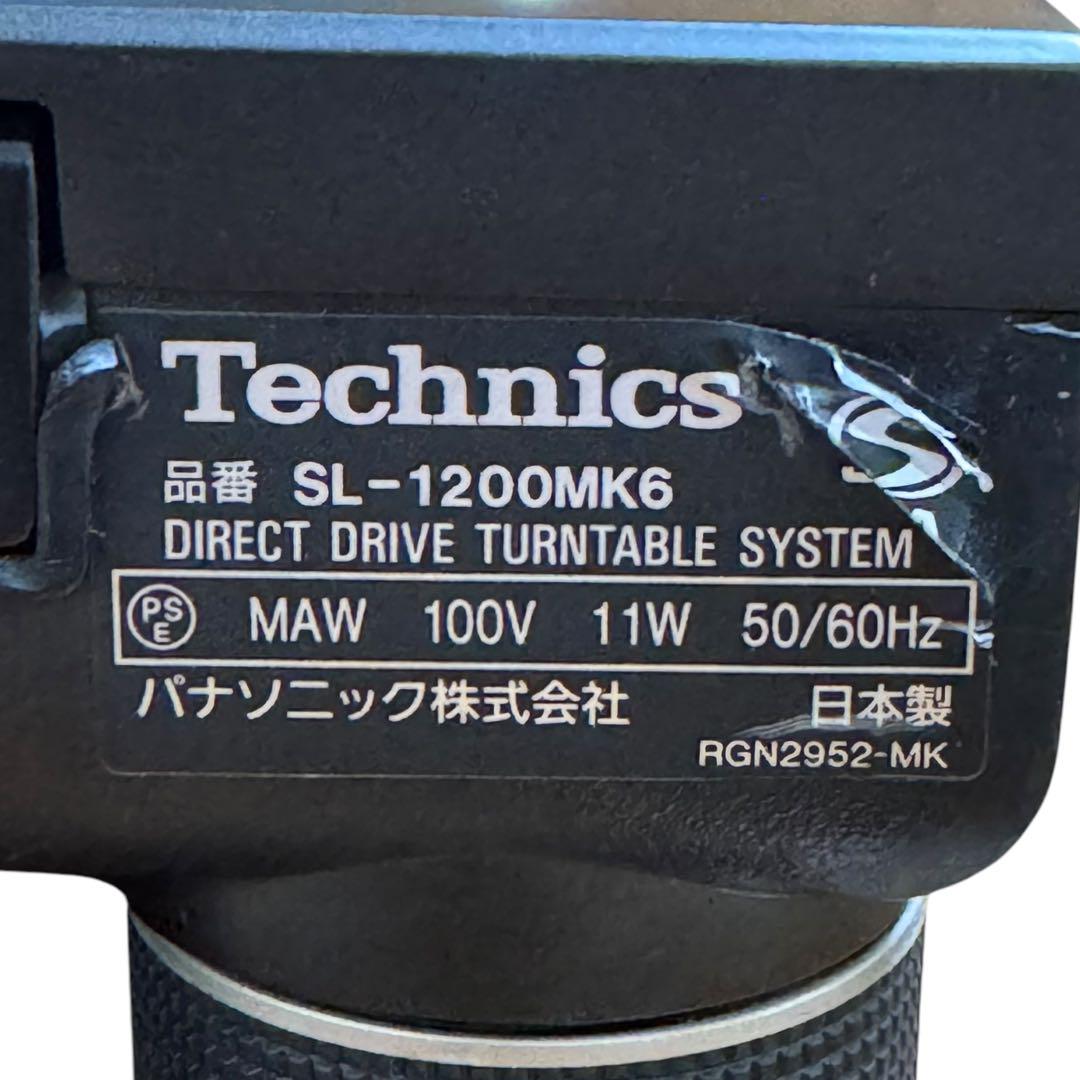 Technics S
品番 SL-1200MK6
DIRECT DRIVE TURNTABLE SYSTEM
PSE MAW 100V 11W 50/60Hz
パナソニック株式会社 日本製
RGN2952-MK